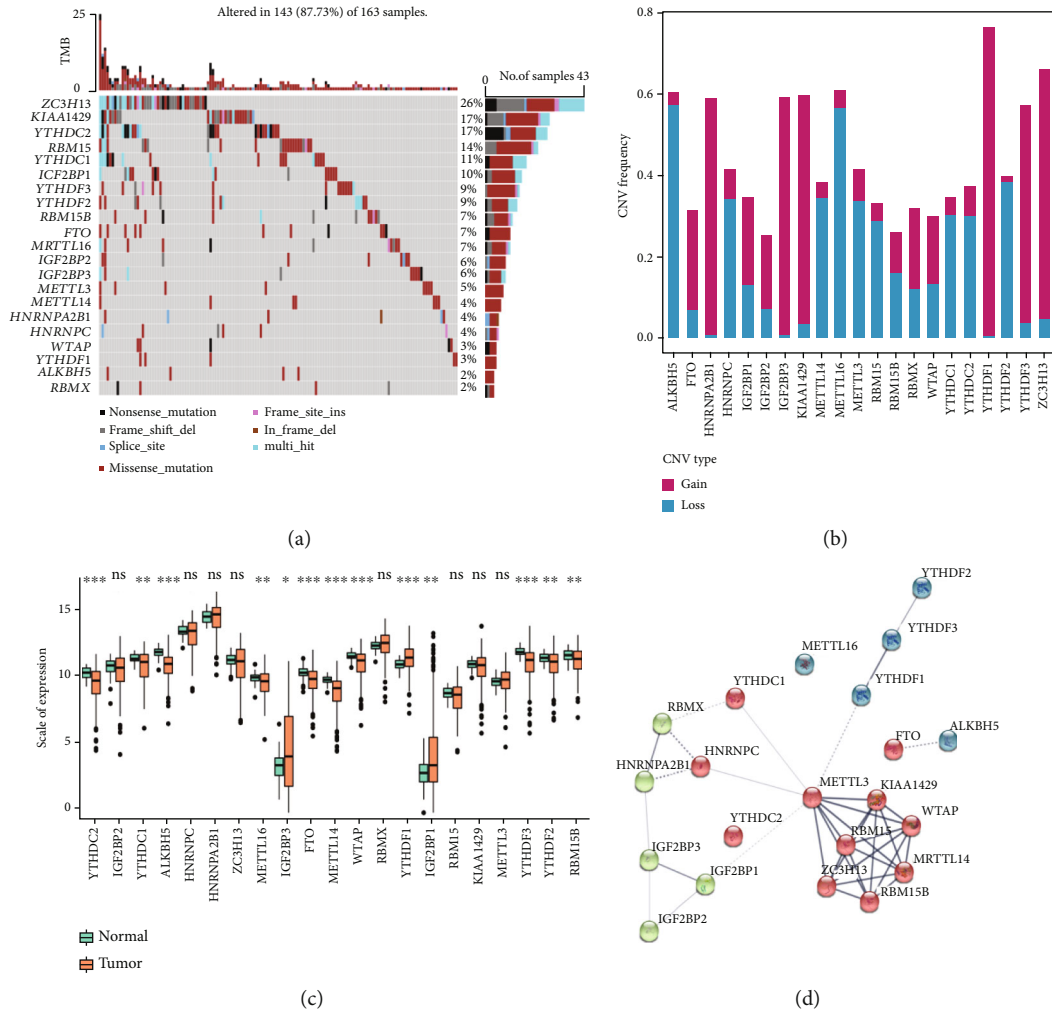 Altered in 143 (87.73%) of 163 samples.
25
15
0
TMB
0
No.of samples 43
ZC3H13 26%
KIAA1429 17%
YTHDC2 17%
RBM15 14%
YTHDC1 11%
ICF2BP1 10%
YTHDF3 9%
YTHDF2 9%
RBM15B 7%
FTO 7%
MRTTL16 7%
IGF2BP2 6%
IGF2BP3 6%
METTL3 5%
METTL14 4%
HNRNPA2B1 4%
HNRNPC 4%
WTAP 3%
YTHDF1 3%
ALKBH5 2%
RBMX 2%
Nonsense_mutation
Frame_shift_del
Splice_site
Missense_mutation
Frame_site_ins
In_frame_del
multi_hit
(a)
0.8
0.6
0.4
0.2
0.0
CNV frequency
ALKBH5
FTO
HNRNPA2B1
HNRNPC
IGF2BP1
IGF2BP2
IGF2BP3
KIAA1429
METTL14
METTL16
METTL3
RBM15
RBM15B
RBMX
WTAP
YTHDC1
YTHDC2
YTHDF1
YTHDF2
YTHDF3
ZC3H13
CNV type
Gain
Loss
(b)
*** ns ** *** ns ns ns ** * *** *** *** ns *** ** ns ns ns *** ** **
15
10
5
0
Scale of expression
YTHDC2
IGF2BP2
YTHDC1
ALKBH5
HNRNPC
HNRNPA2B1
ZC3H13
METTL16
IGF2BP3
FTO
METTL14
WTAP
RBMX
YTHDF1
IGF2BP1
RBM15
KIAA1429
METTL3
YTHDF3
YTHDF2
RBM15B
Normal
Tumor
(c)
YTHDF2
YTHDF3
METTL16
YTHDC1
YTHDF1
RBMX
FTO
ALKBH5
HNRNPC
HNRNPA2B1
METTL3
KIAA1429
WTAP
YTHDC2
RBM15
IGF2BP3
MRTTL14
IGF2BP1
ZC3H13
RBM15B
IGF2BP2
(d)